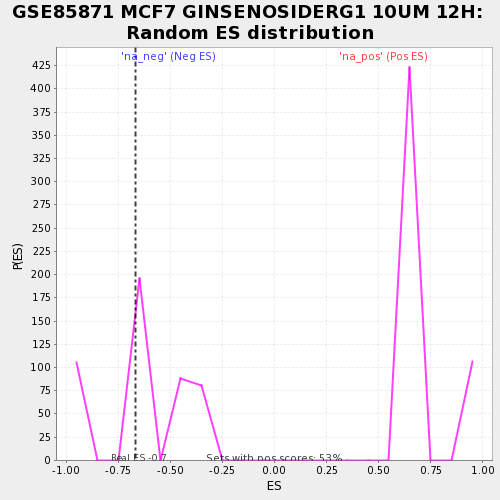 GSE85871 MCF7 GINSENOSIDERG1 10UM 12H:
Random ES distribution
'na_neg' (Neg ES) 'na_pos' (Pos ES)
425
400
375
350
325
300
275
250
225
200
175
150
125
100
75
50
25
0
P(ES)
Real ES -0.7 Sets with pos scores: 53%
-1.00 -0.75 -0.50 -0.25 0.00 0.25 0.50 0.75 1.00
ES